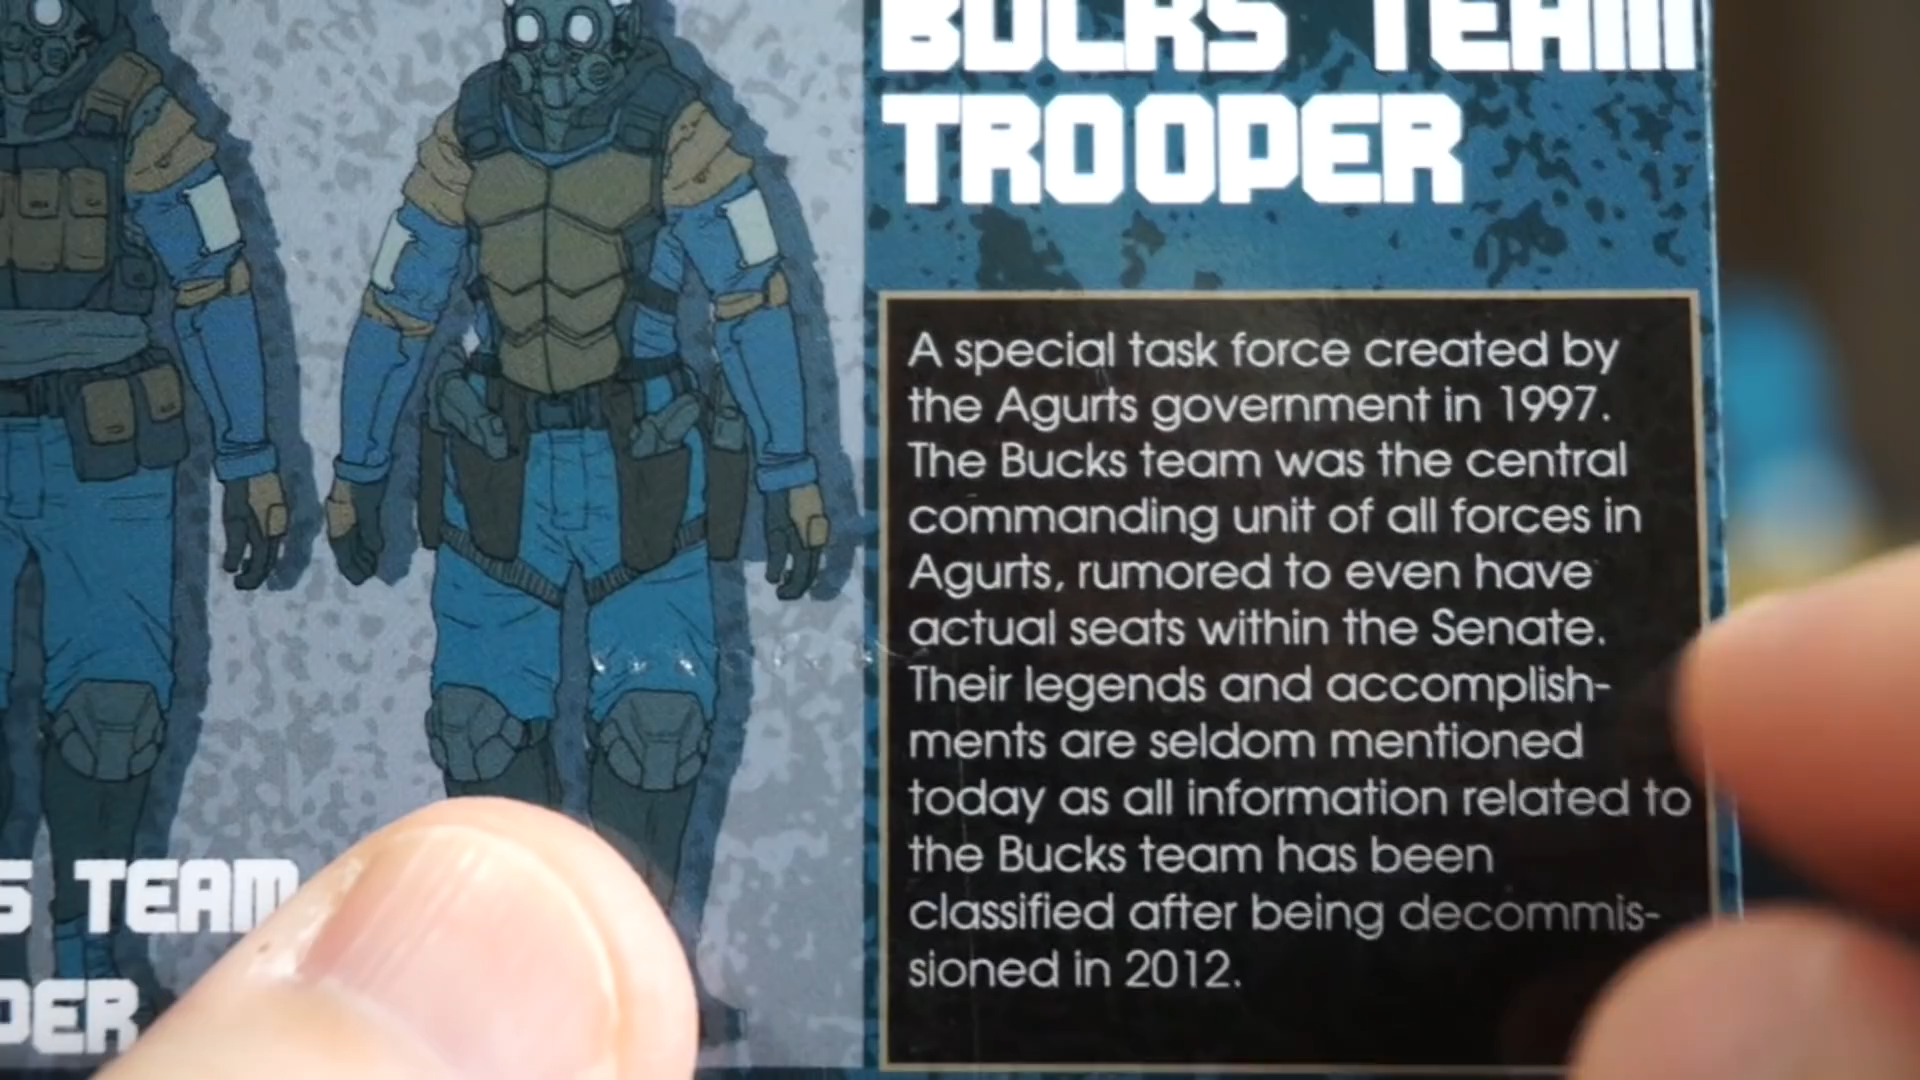 BUCKS TEAM
TROOPER
A special task force created by
the Agurts government in 1997.
The Bucks team was the central
commanding unit of all forces in
Agurts, rumored to even have
actual seats within the Senate.
Their legends and accomplish-
ments are seldom mentioned
today as all information related to
the Bucks team has been
classified after being decommis-
sioned in 2012.
S TEAM
PER